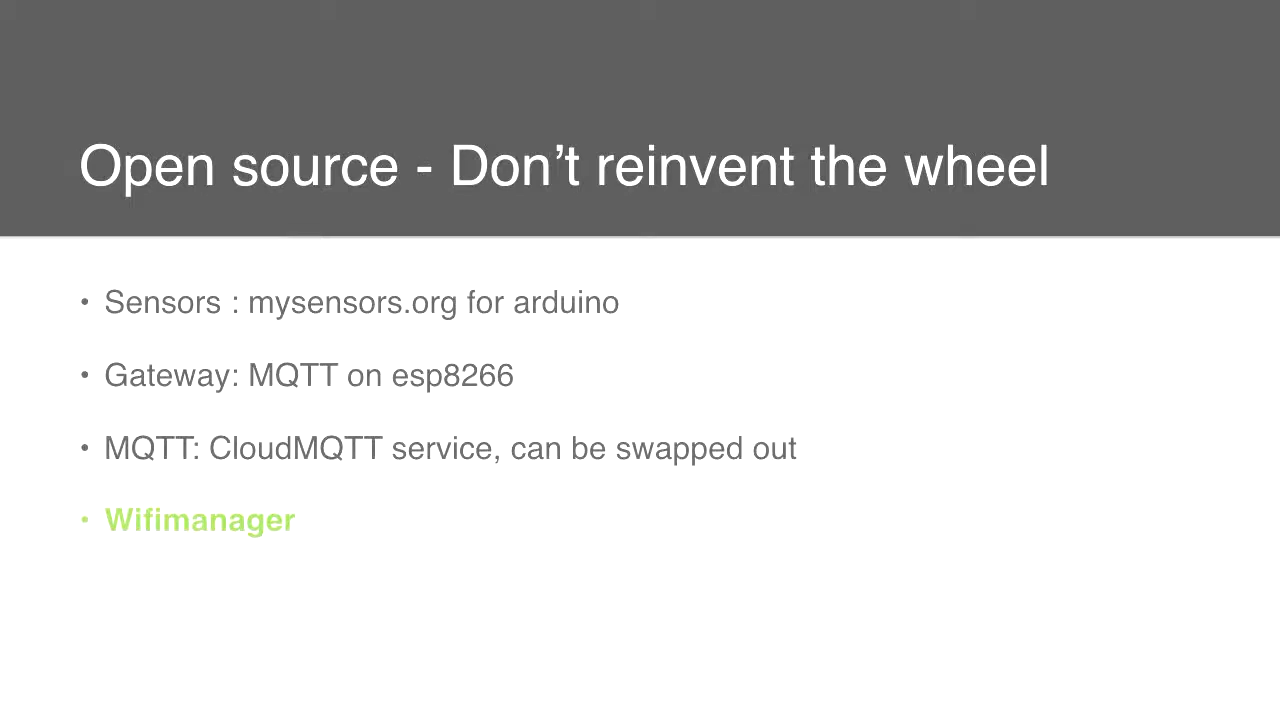 Open source - Don’t reinvent the wheel
• Sensors : mysensors.org for arduino
• Gateway: MQTT on esp8266
• MQTT: CloudMQTT service, can be swapped out
• Wifimanager